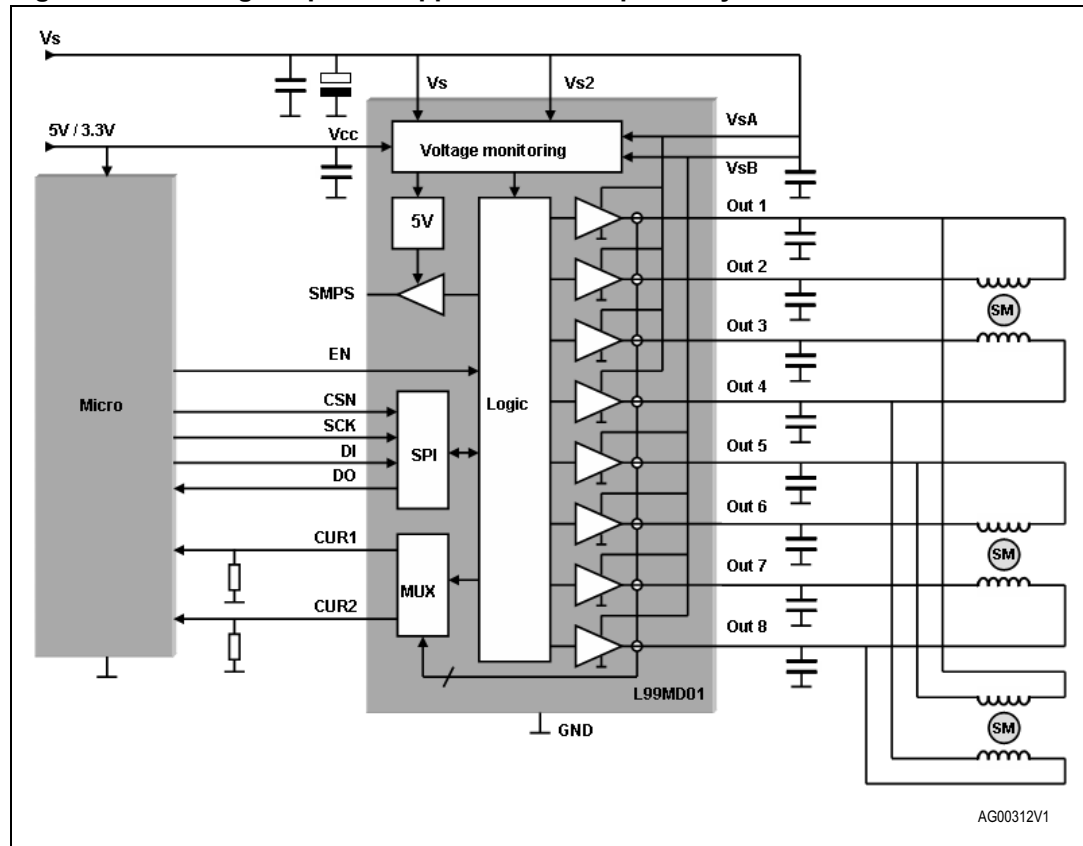 Vs
Vs
Vs2
VsA
5V / 3.3V
Vcc
Voltage monitoring
VsB
Out 1
5V
Out 2
SMPS
SM
Out 3
EN
Micro
Logic
Out 4
CSN
SCK
Out 5
DI
SPI
DO
Out 6
CUR1
SM
Out 7
MUX
CUR2
Out 8
L99MD01
SM
GND
AG00312V1